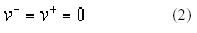 ν⁻ = ν⁺ = 0 (2)